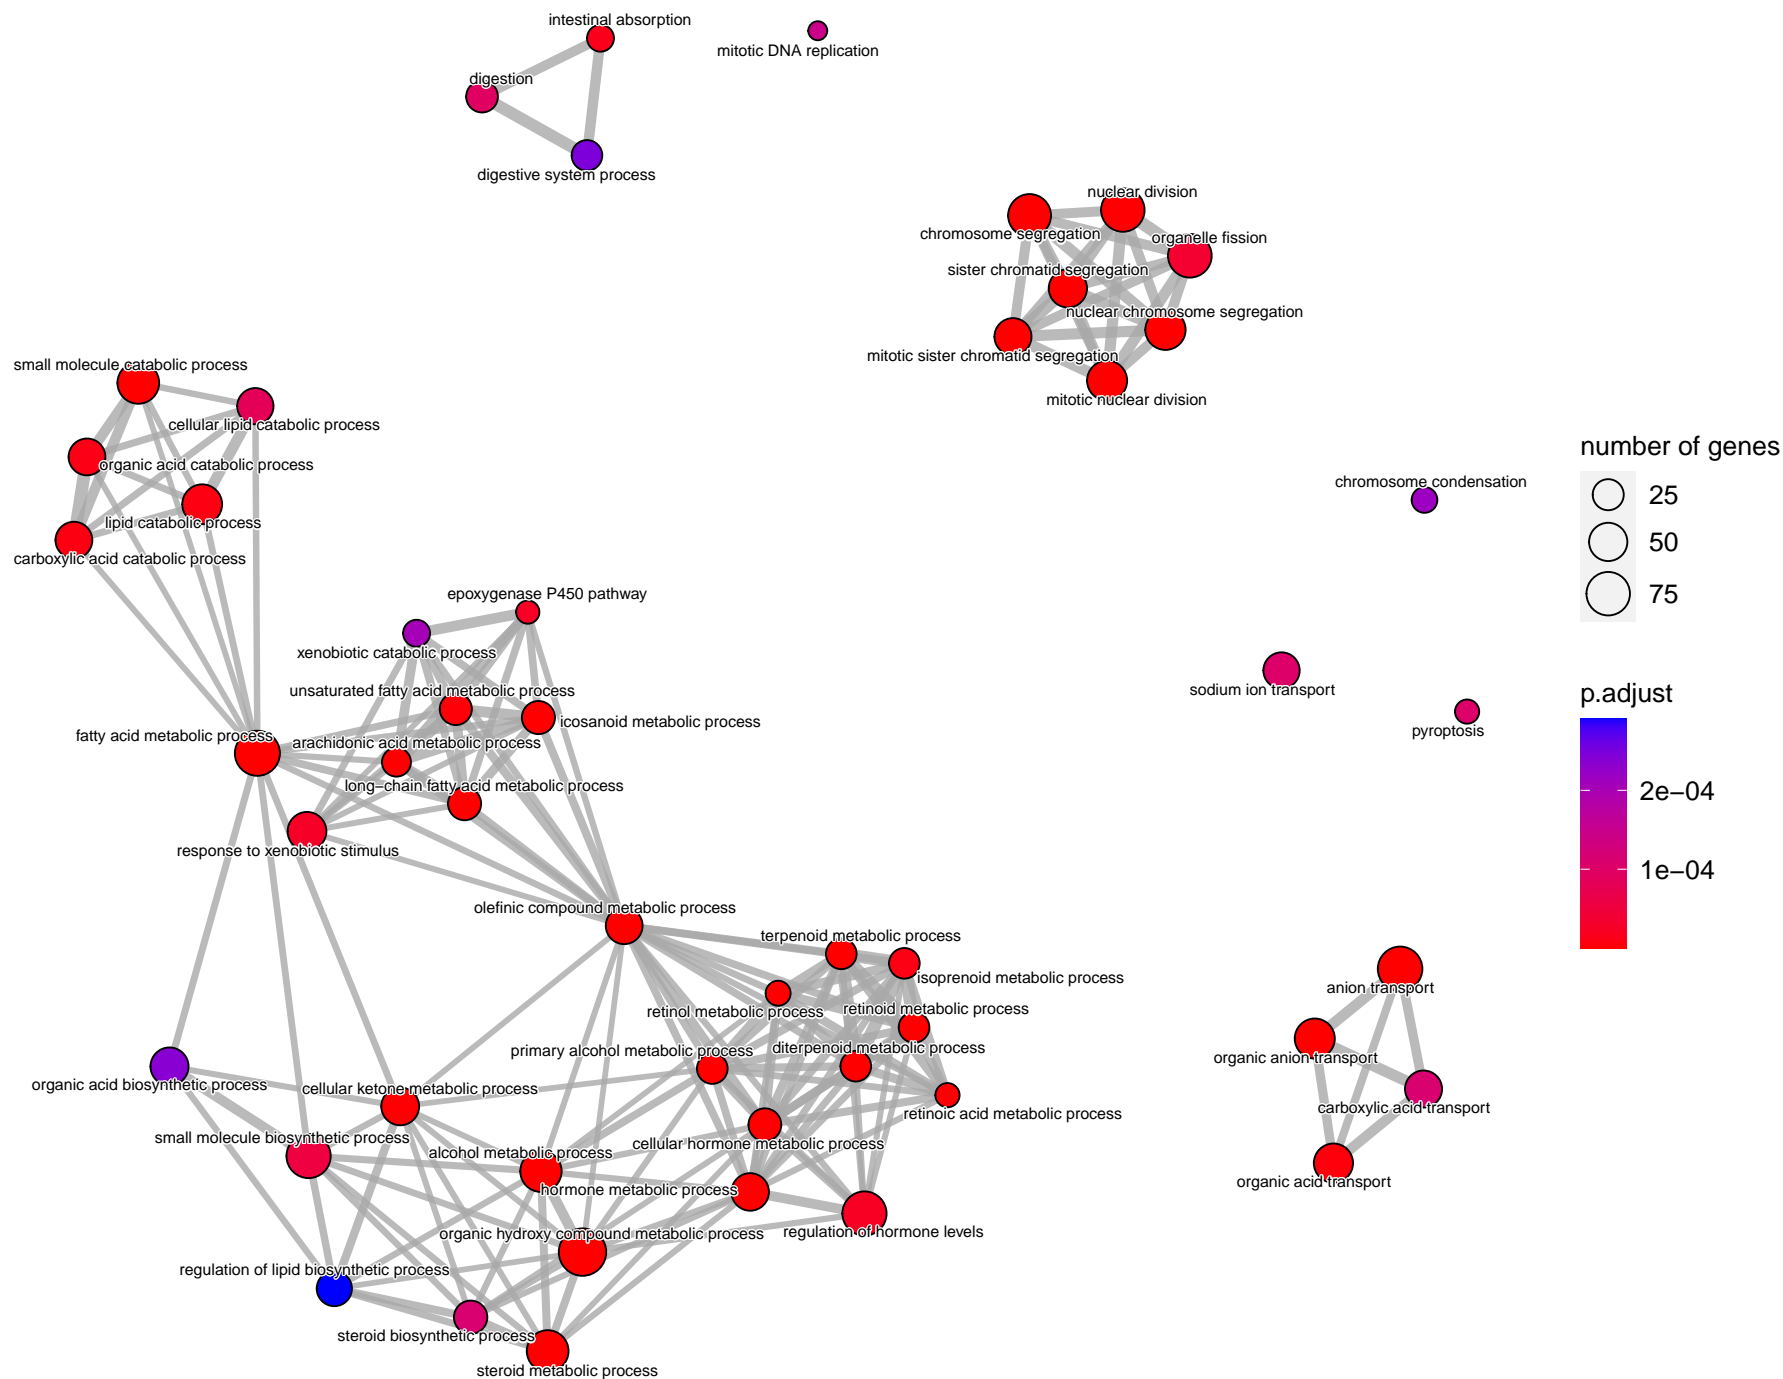 intestinal absorption
mitotic DNA replication
digestion
digestive system process
nuclear division
chromosome segregation
organelle fission
sister chromatid segregation
nuclear chromosome segregation
mitotic sister chromatid segregation
mitotic nuclear division
small molecule catabolic process
cellular lipid catabolic process
organic acid catabolic process
lipid catabolic process
carboxylic acid catabolic process
number of genes
25
50
75
chromosome condensation
sodium ion transport
pyroptosis
p.adjust
2e−04
1e−04
epoxygenase P450 pathway
xenobiotic catabolic process
unsaturated fatty acid metabolic process
icosanoid metabolic process
fatty acid metabolic process
arachidonic acid metabolic process
long−chain fatty acid metabolic process
response to xenobiotic stimulus
olefinic compound metabolic process
terpenoid metabolic process
isoprenoid metabolic process
retinol metabolic process
retinoid metabolic process
primary alcohol metabolic process
diterpenoid metabolic process
retinoic acid metabolic process
organic acid biosynthetic process
cellular ketone metabolic process
small molecule biosynthetic process
cellular hormone metabolic process
alcohol metabolic process
hormone metabolic process
organic hydroxy compound metabolic process
regulation of hormone levels
regulation of lipid biosynthetic process
steroid biosynthetic process
steroid metabolic process
anion transport
organic anion transport
carboxylic acid transport
organic acid transport